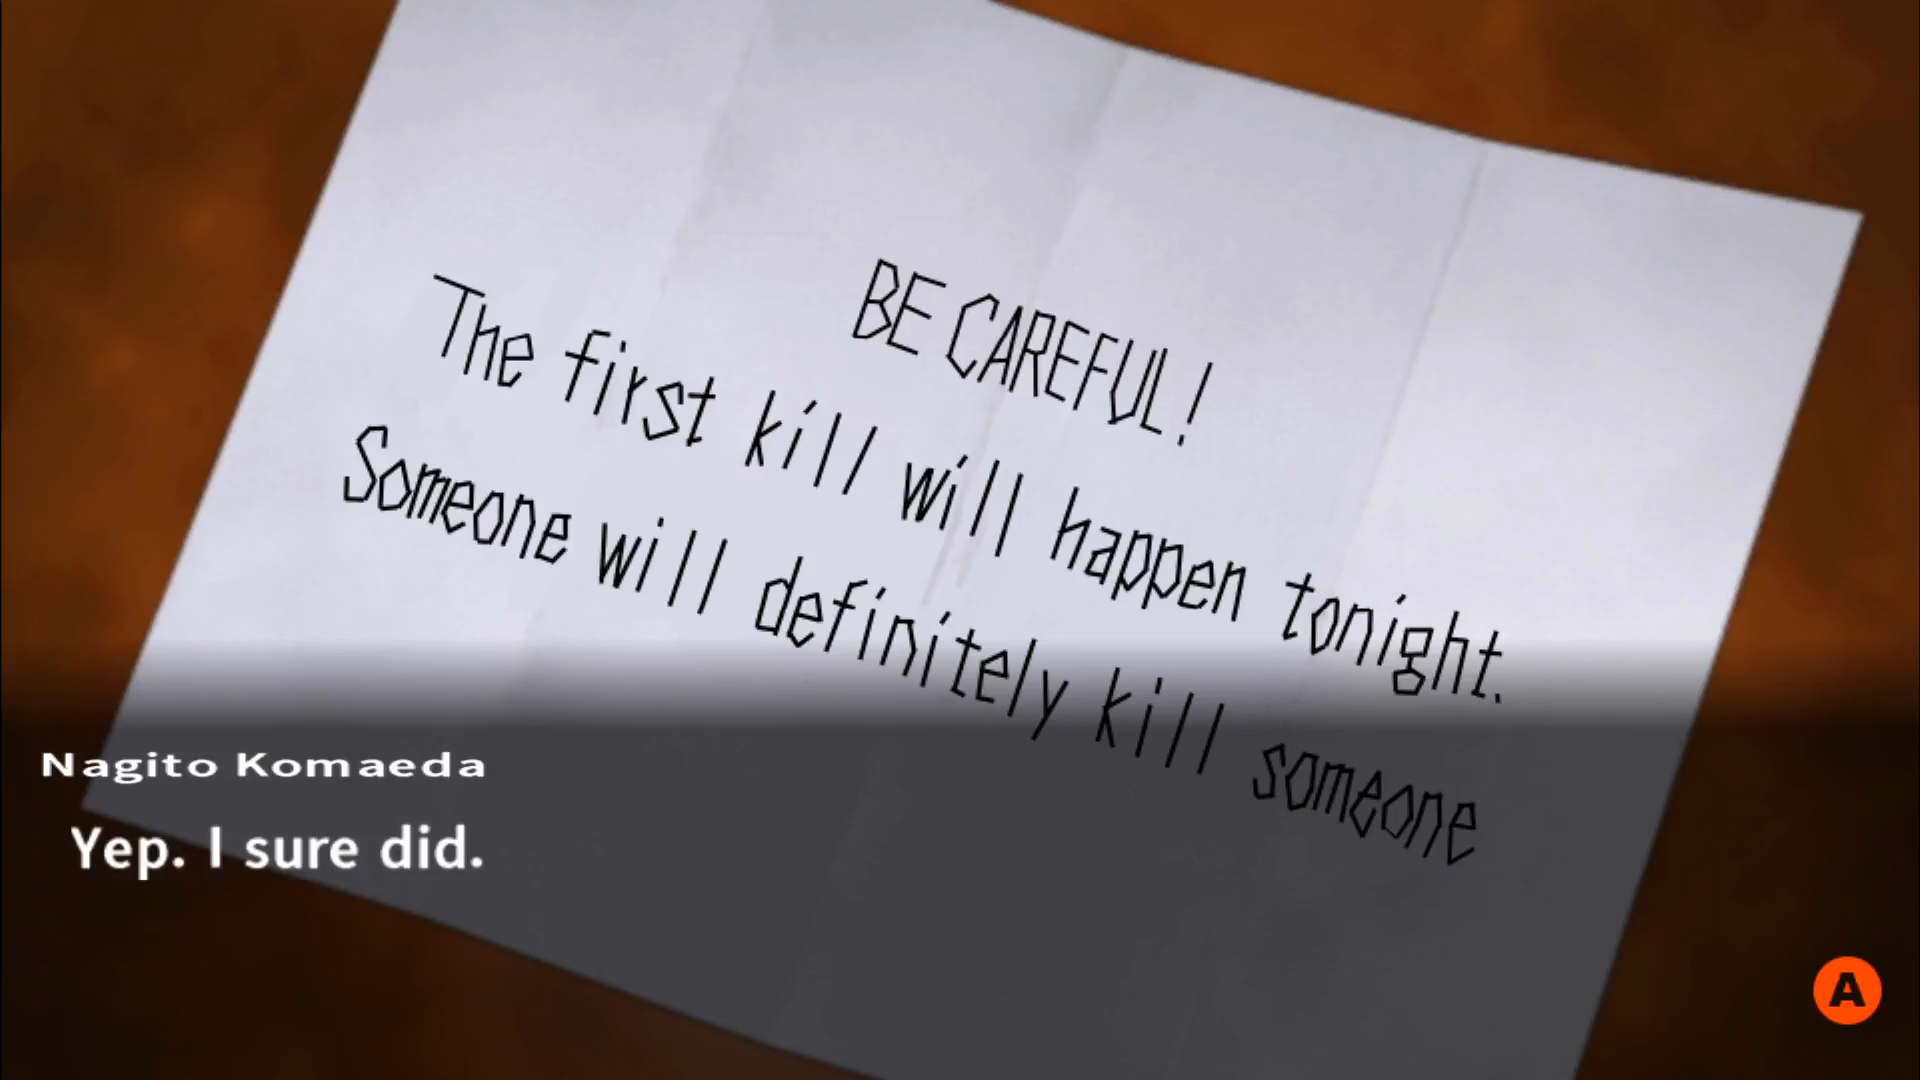 BE CAREFUL!
The first kill will happen tonight.
Someone will definitely kill someone
Nagito Komaeda
Yep. I sure did.
A